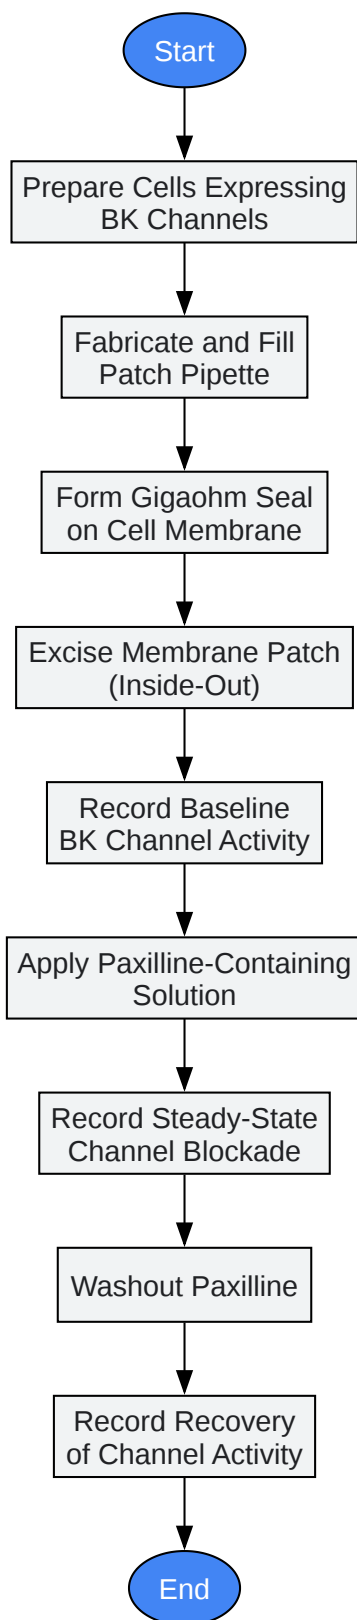 Start
Prepare Cells Expressing
BK Channels
Fabricate and Fill
Patch Pipette
Form Gigaohm Seal
on Cell Membrane
Excise Membrane Patch
(Inside-Out)
Record Baseline
BK Channel Activity
Apply Paxilline-Containing
Solution
Record Steady-State
Channel Blockade
Washout Paxilline
Record Recovery
of Channel Activity
End